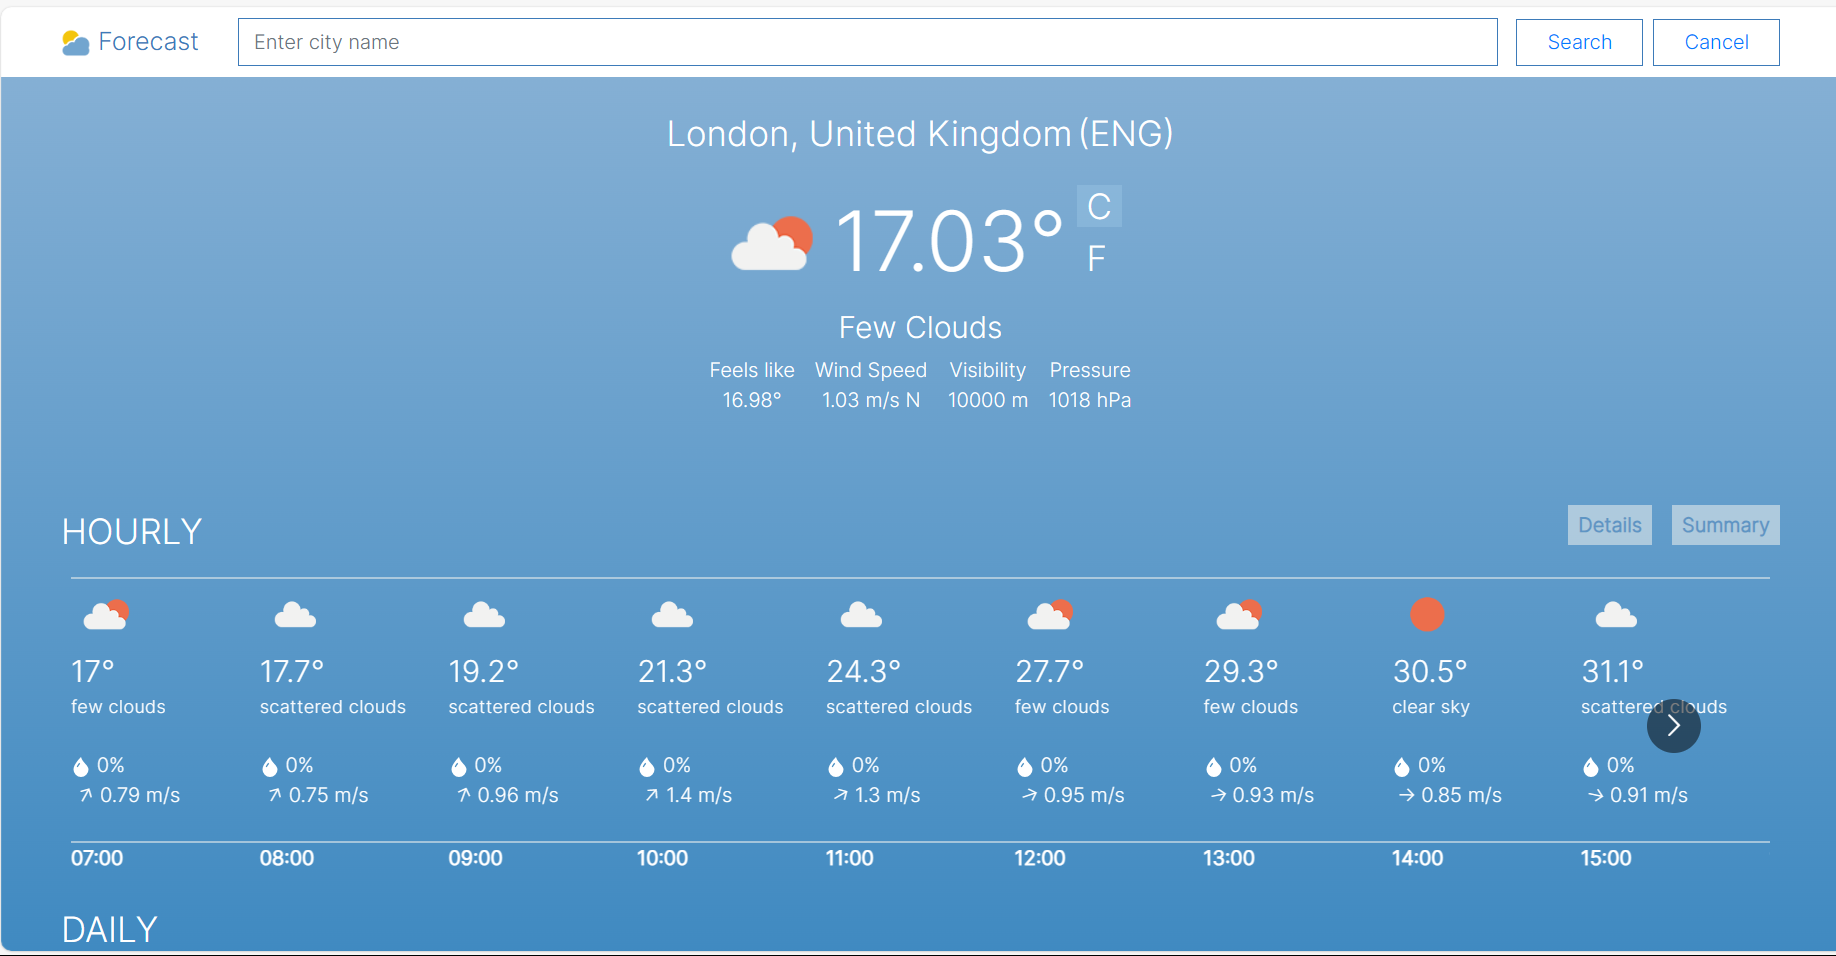 Forecast Enter city name Search Cancel
London, United Kingdom (ENG)
17.03° C
F
Few Clouds
Feels like Wind Speed Visibility Pressure
16.98° 1.03 m/s N 10000 m 1018 hPa
HOURLY Details Summary
17° 17.7° 19.2° 21.3° 24.3° 27.7° 29.3° 30.5° 31.1°
few clouds scattered clouds scattered clouds scattered clouds scattered clouds few clouds few clouds clear sky scattered clouds
0% 0% 0% 0% 0% 0% 0% 0% 0%
0.79 m/s 0.75 m/s 0.96 m/s 1.4 m/s 1.3 m/s 0.95 m/s 0.93 m/s 0.85 m/s 0.91 m/s
07:00 08:00 09:00 10:00 11:00 12:00 13:00 14:00 15:00
DAILY